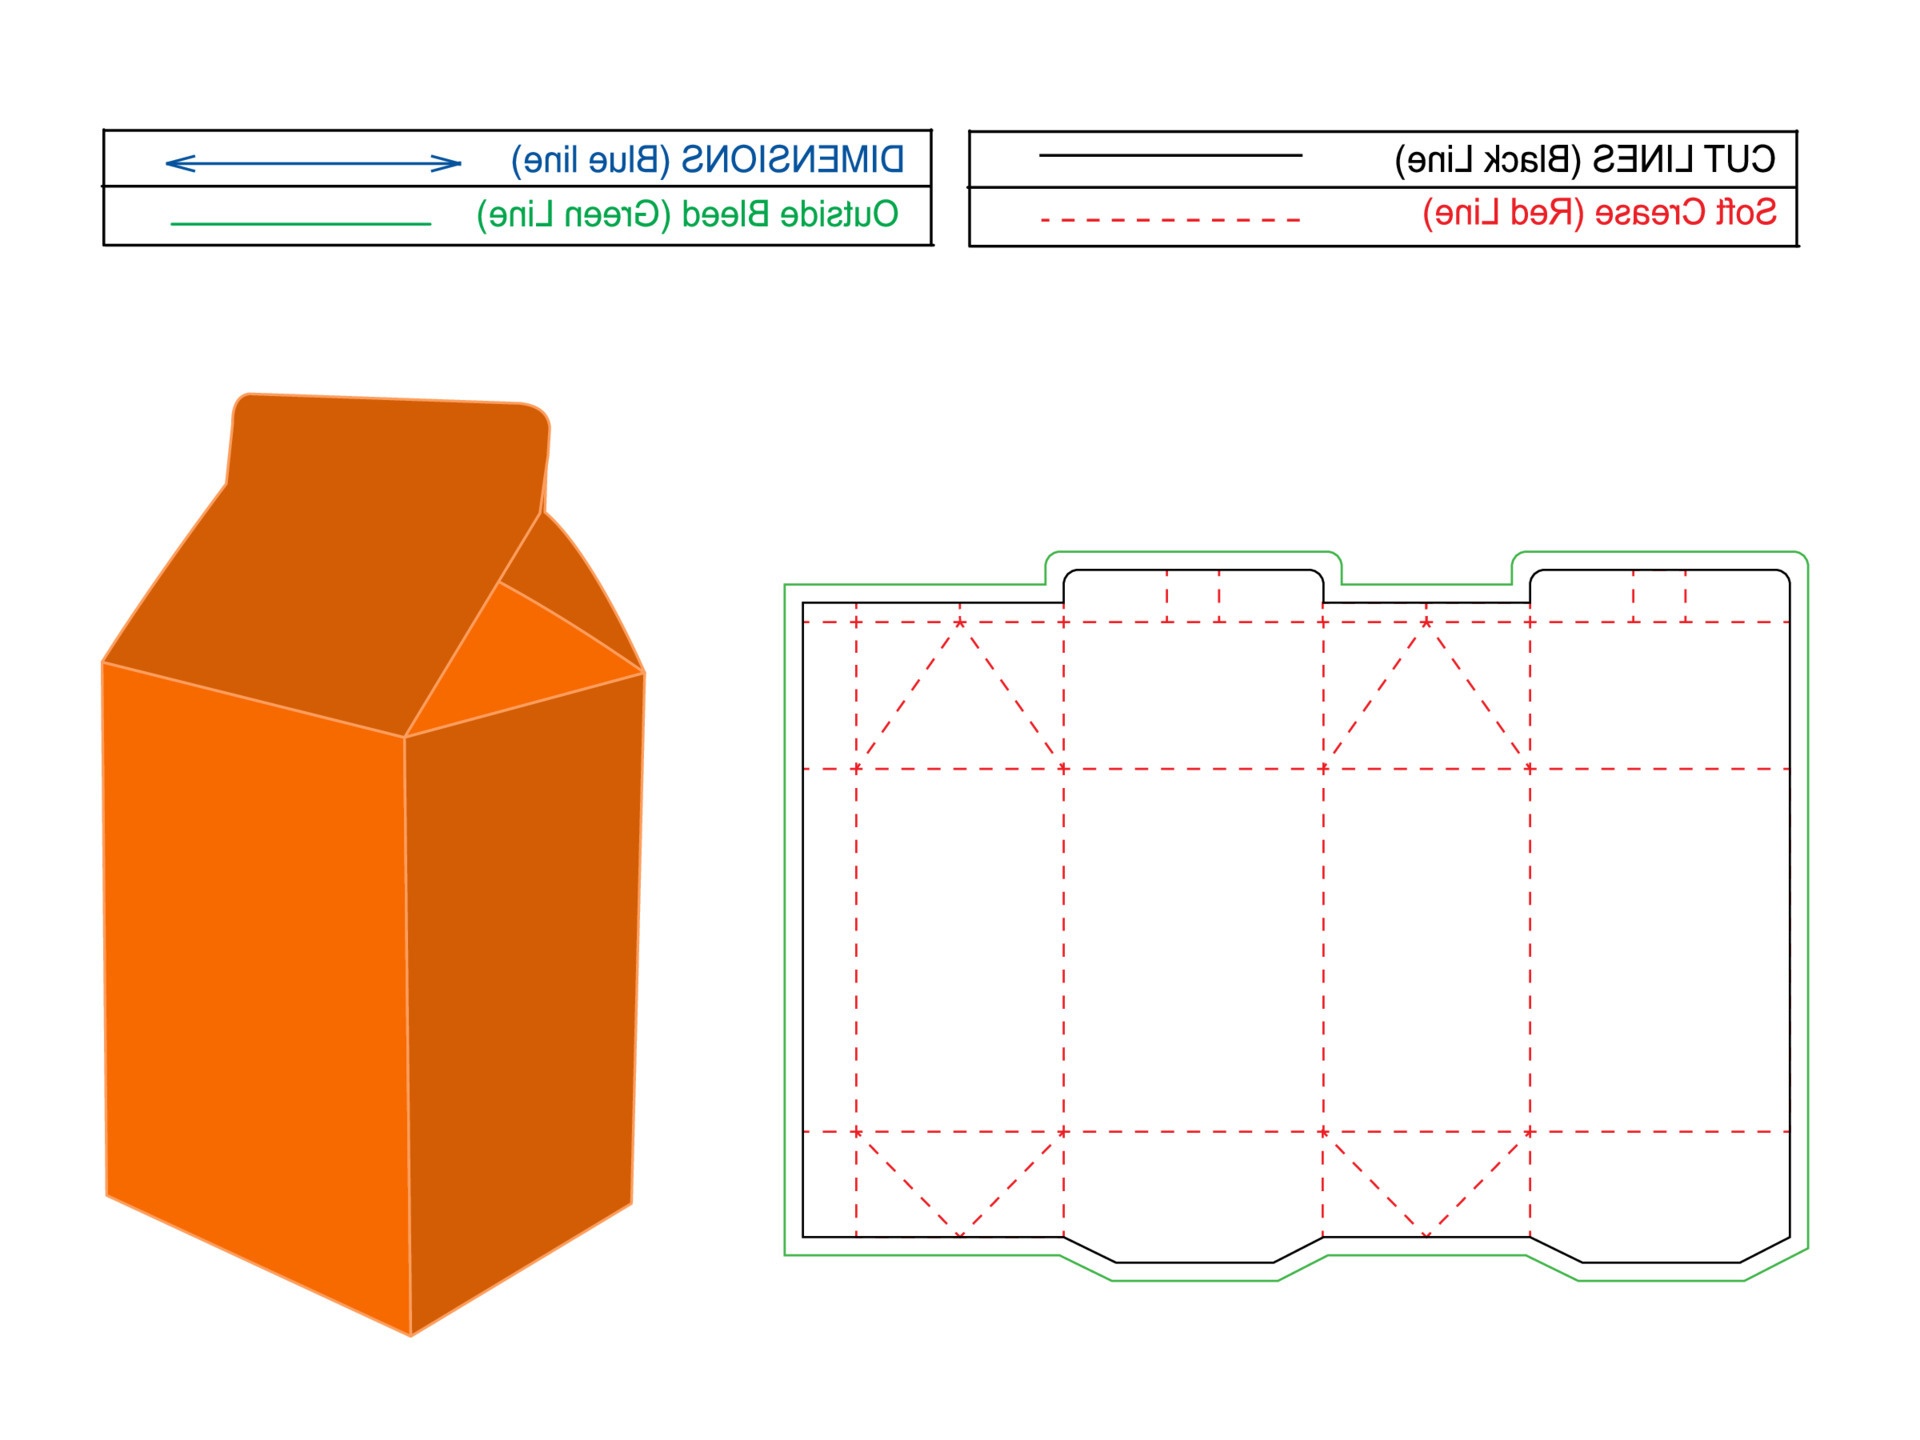 CUT LINES (Black Line)
Soft Crease (Red Line)
DIMENSIONS (Blue line)
Outside Bleed (Green Line)